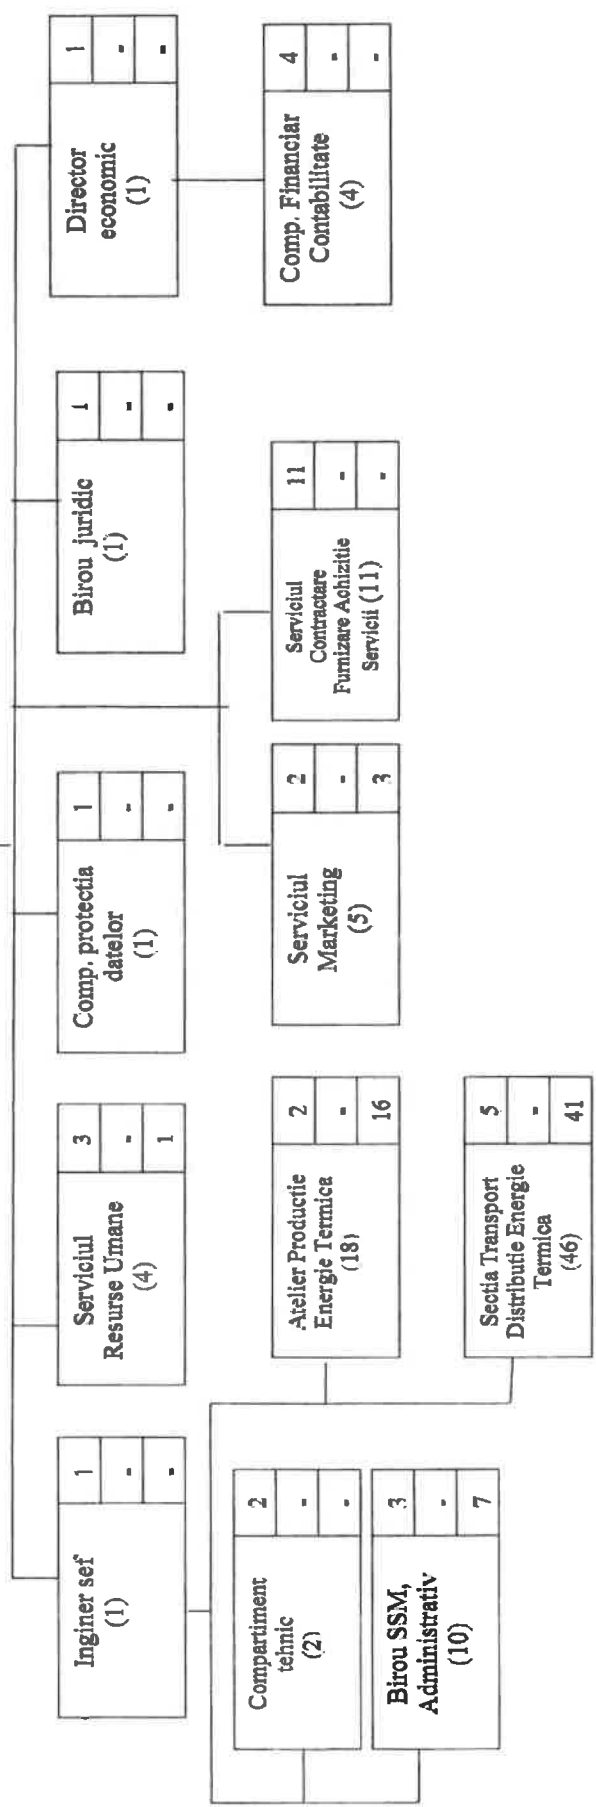 Inginer sef
(1)
1
-
-
Serviciul
Resurse Umane
(4)
3
-
1
Comp. protectia
datelor
(1)
1
-
-
Birou juridic
(1)
1
-
-
Director
economic
(1)
1
-
-
Compartiment
tehnic
(2)
2
-
-
Birou SSM,
Administrativ
(10)
3
-
7
Atelier Productie
Energie Termica
(18)
2
-
16
Serviciul
Marketing
(5)
2
-
3
Serviciul
Contractare
Furnizare Achizitie
Servicii (11)
11
-
-
Comp. Financiar
Contabilitate
(4)
4
-
-
Sectia Transport
Distributie Energie
Termica
(46)
5
-
41